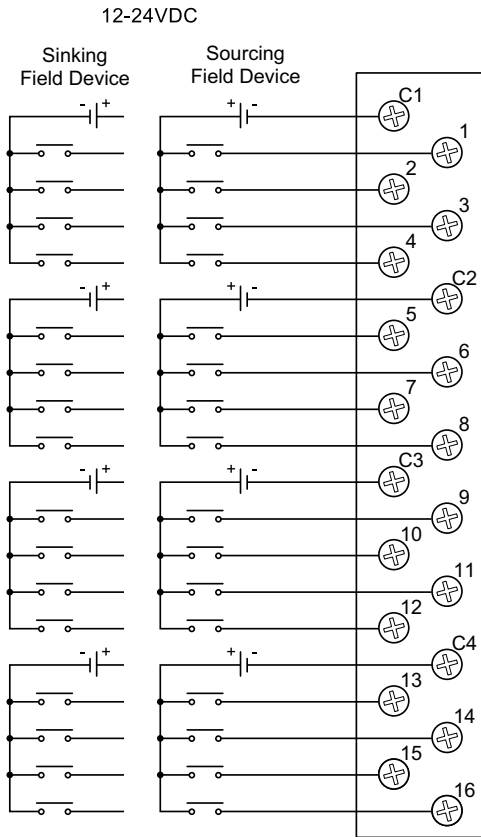 12-24VDC
Sinking
Field Device
Sourcing
Field Device
- +
+ -
C1
1
2
3
4
- +
+ -
C2
5
6
7
8
- +
+ -
C3
9
10
11
12
- +
+ -
C4
13
14
15
16